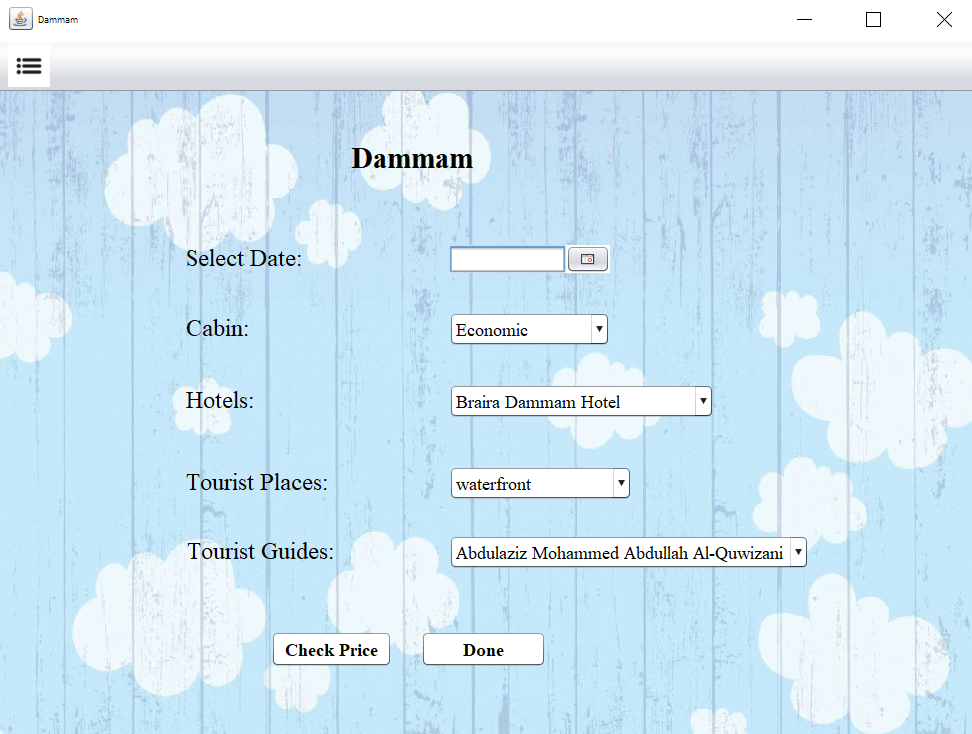 Dammam
Dammam
Select Date:
Cabin: Economic
Hotels: Braira Dammam Hotel
Tourist Places: waterfront
Tourist Guides: Abdulaziz Mohammed Abdullah Al-Quwizani
Check Price Done